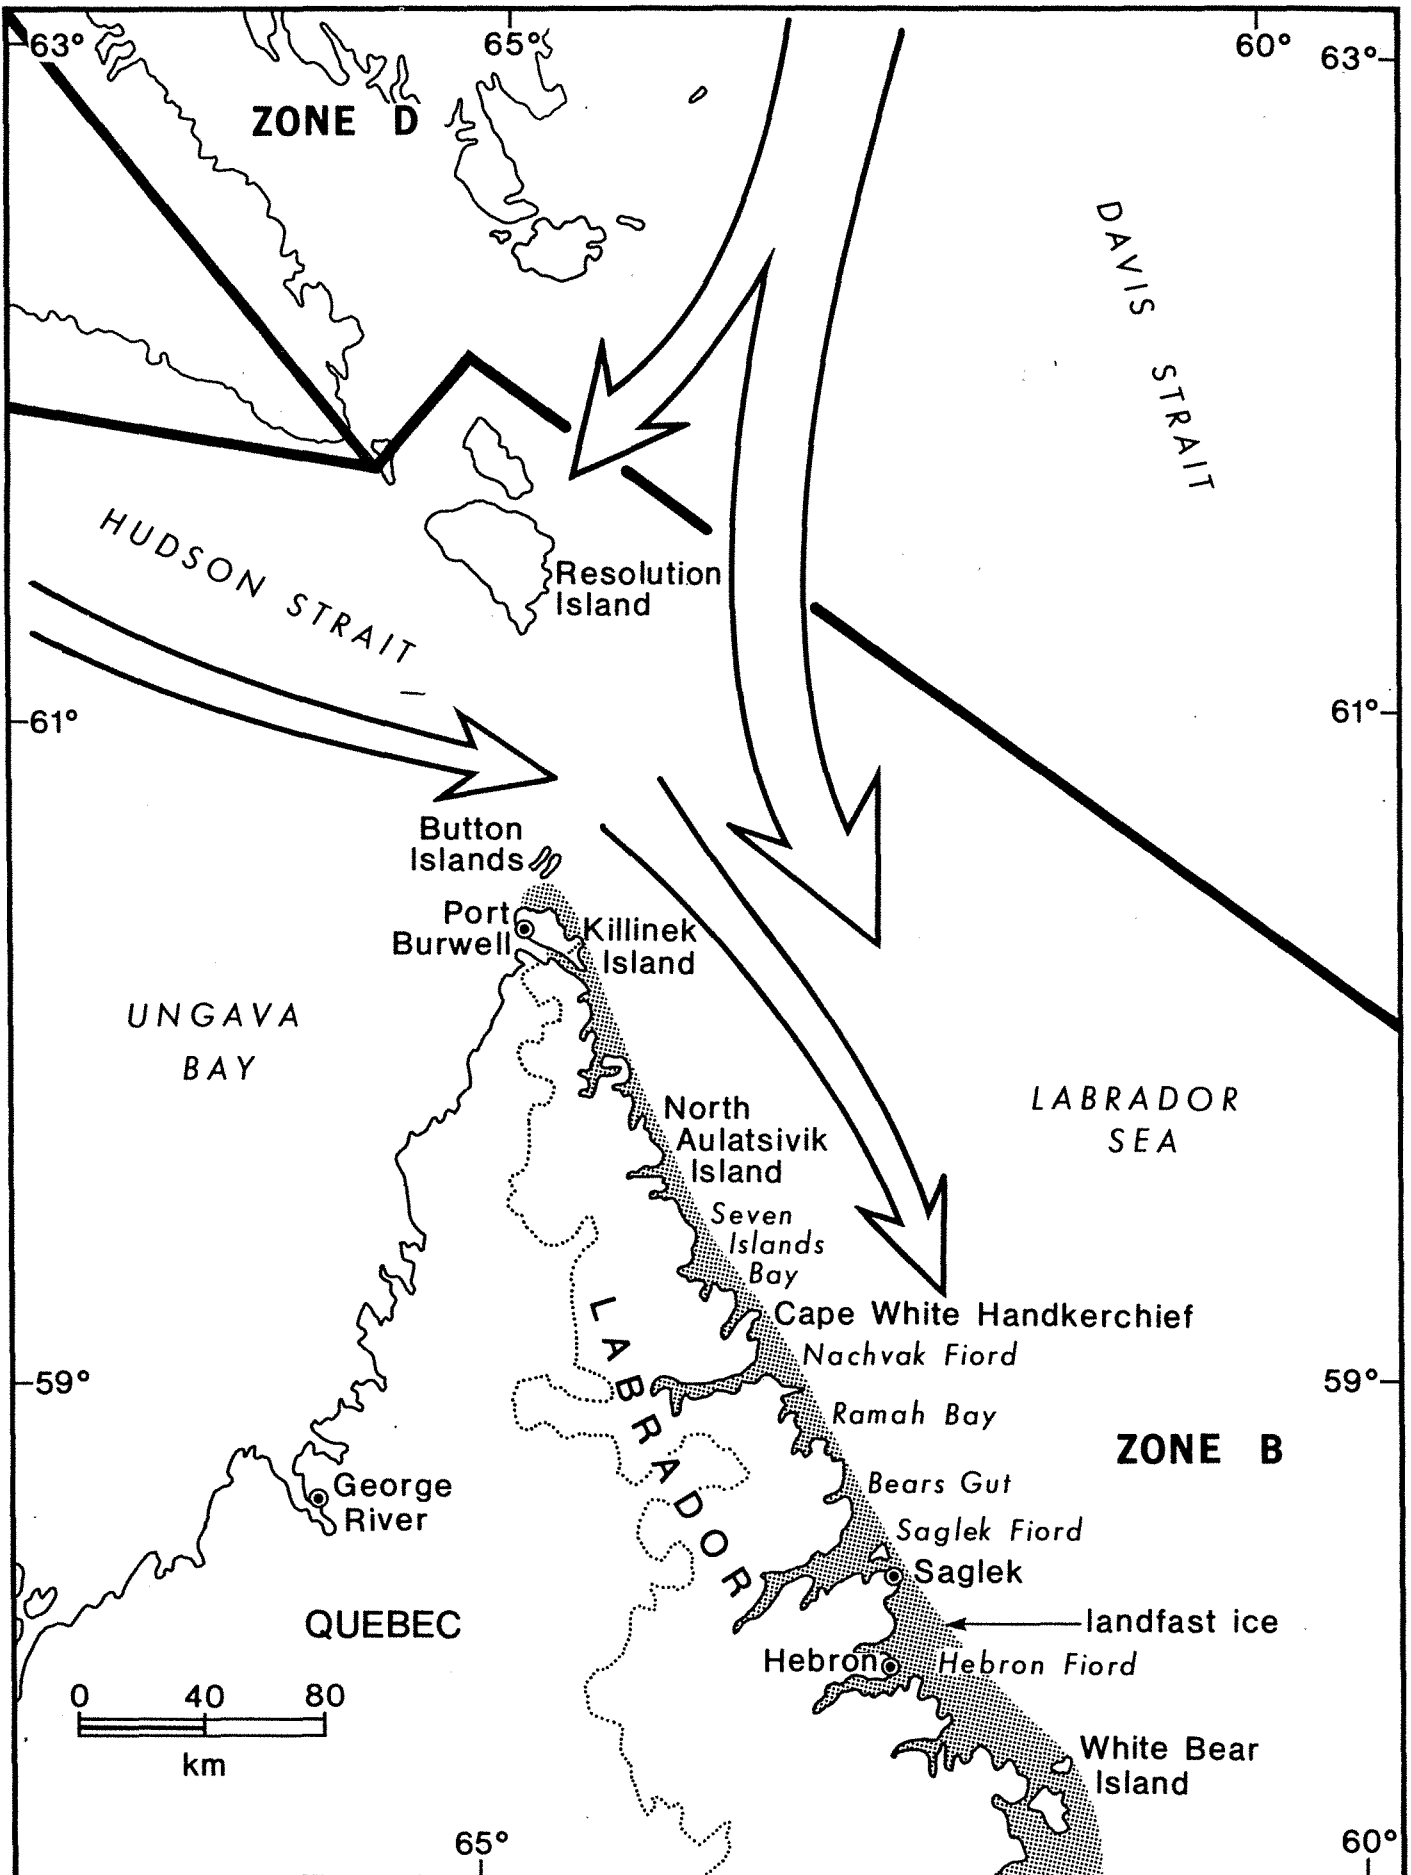 63°
65°
60°
63°
ZONE D
DAVIS STRAIT
HUDSON STRAIT
Resolution
Island
61°
61°
Button
Islands
Port
Burwell
Killinek
Island
UNGAVA
BAY
LABRADOR
SEA
North
Aulatsivik
Island
Seven
Islands
Bay
Cape White Handkerchief
Nachvak Fiord
59°
59°
LABRADOR
Ramah Bay
ZONE B
Bears Gut
George
River
Saglek Fiord
Saglek
QUEBEC
landfast ice
Hebron
Hebron Fiord
0 40 80
km
White Bear
Island
65°
60°